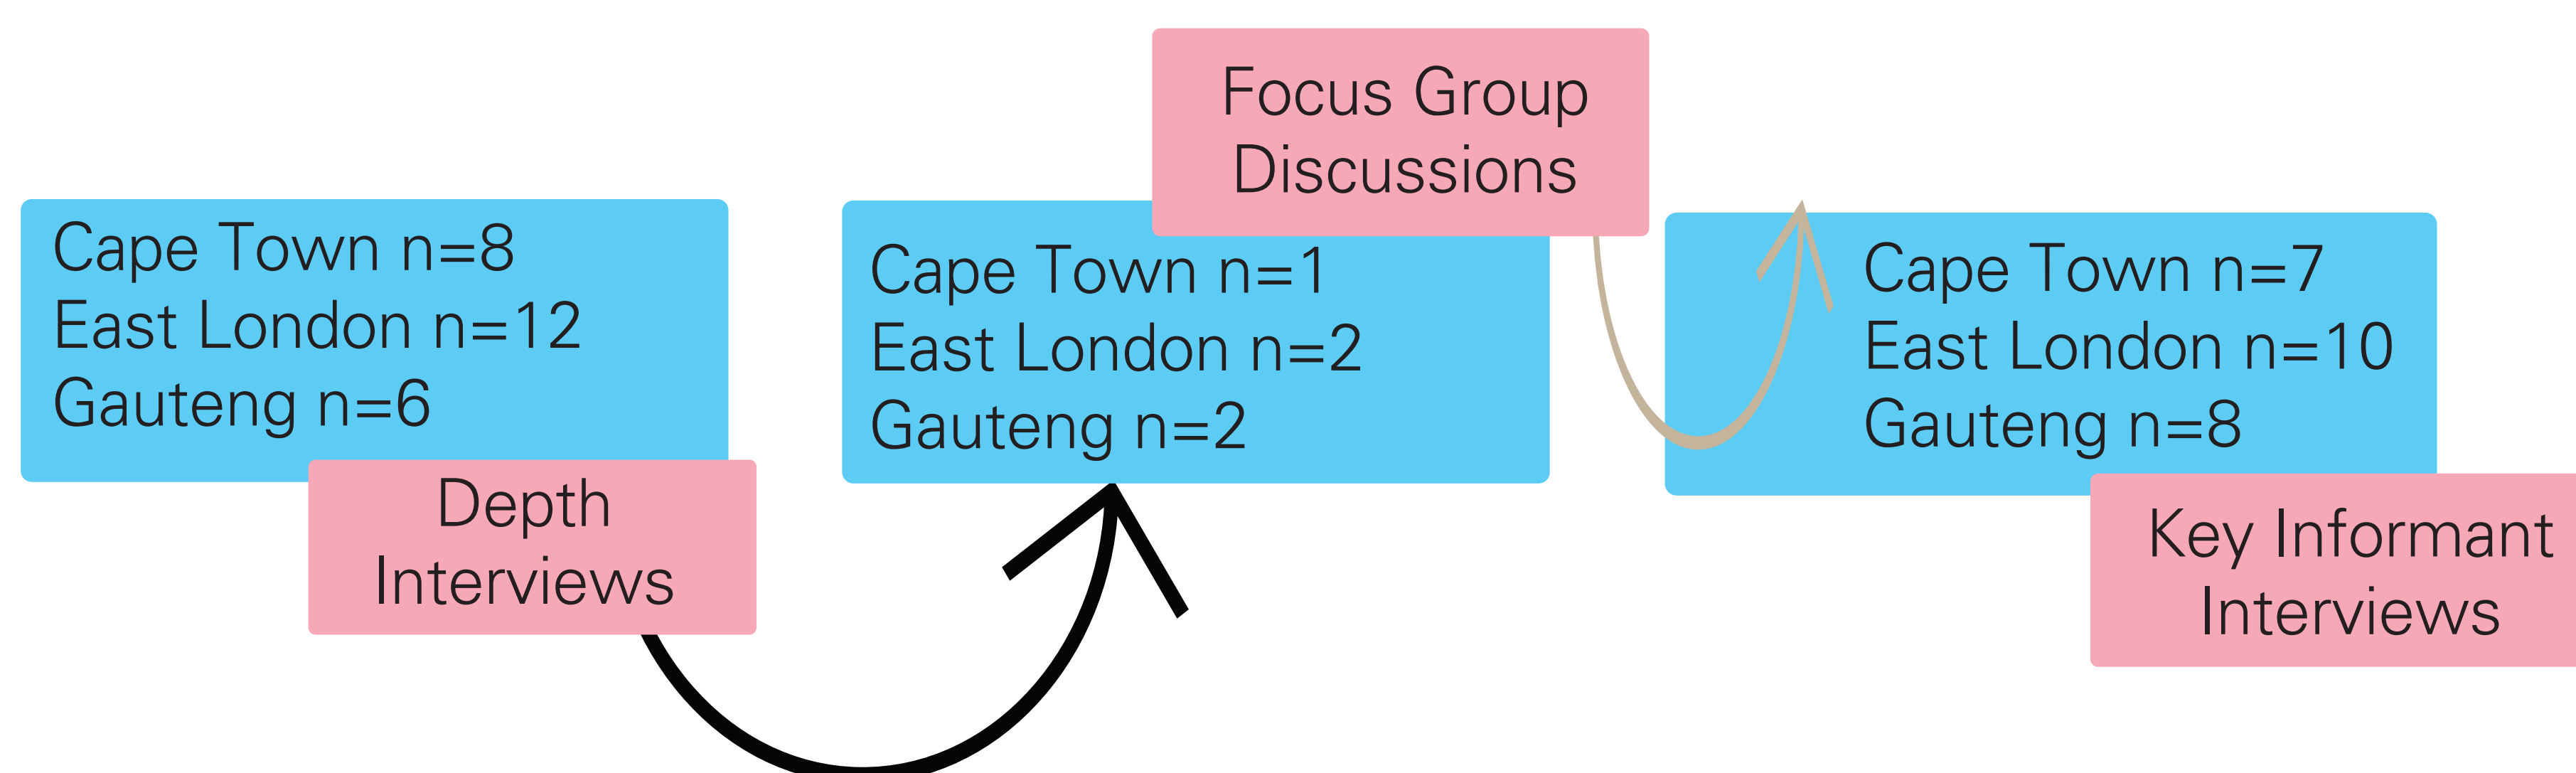 Cape Town n=8
East London n=12
Gauteng n=6
Depth
Interviews
Focus Group
Discussions
Cape Town n=1
East London n=2
Gauteng n=2
Cape Town n=7
East London n=10
Gauteng n=8
Key Informant
Interviews